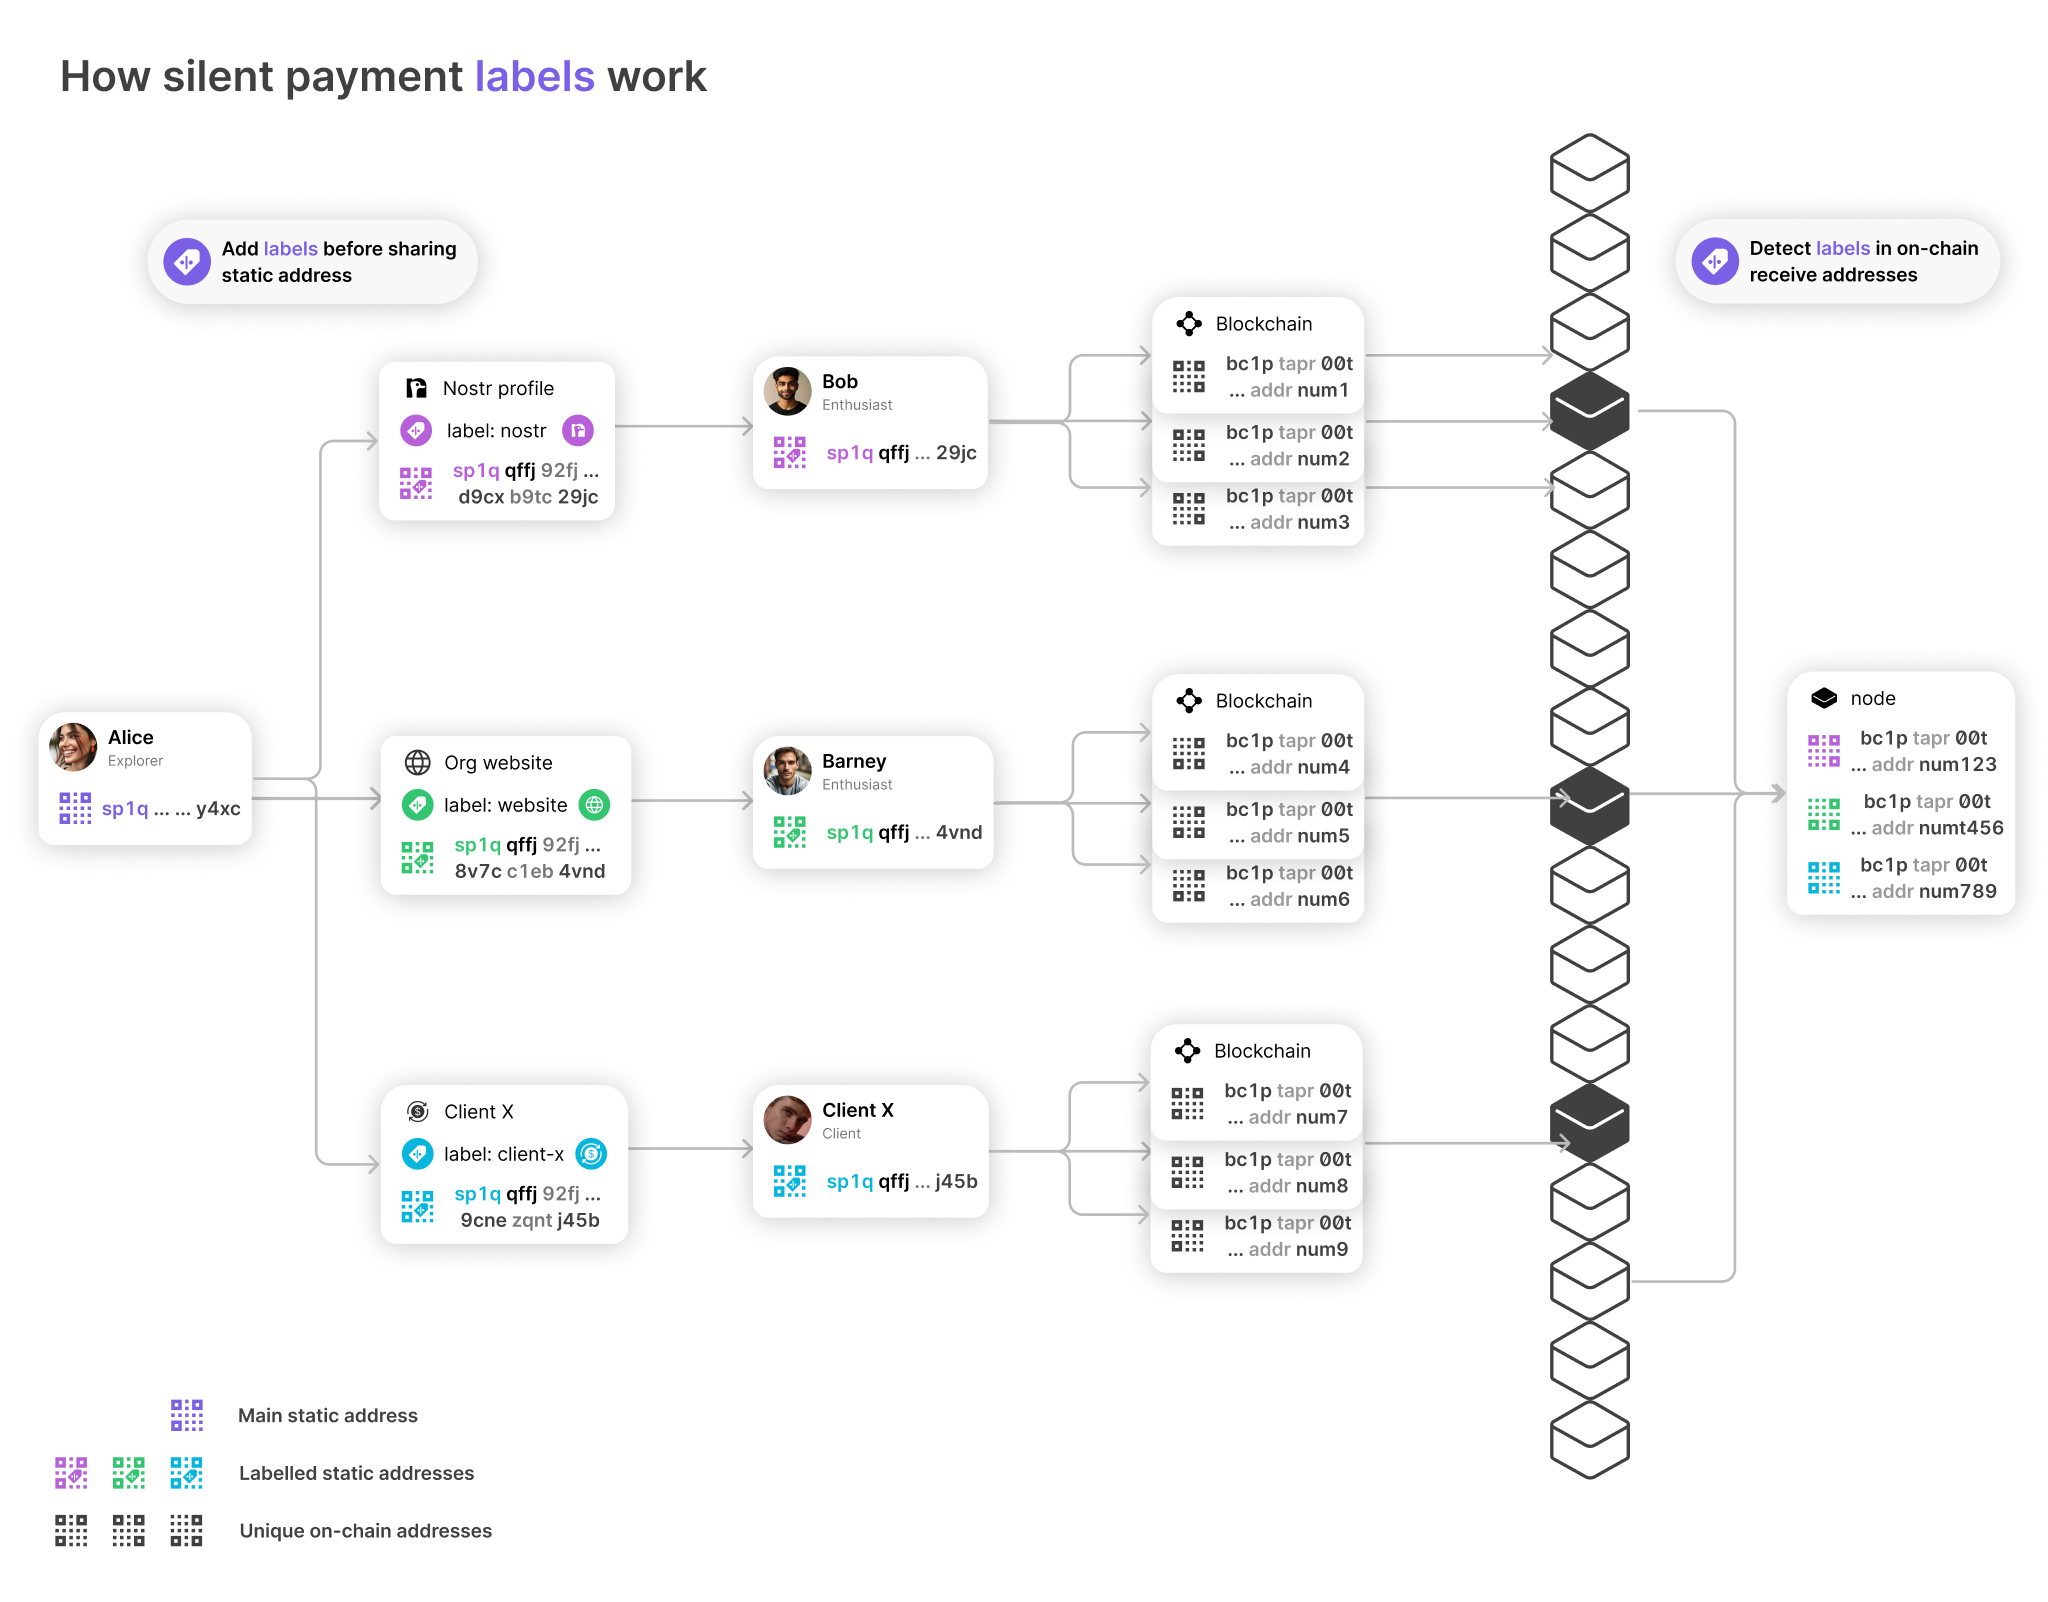 How silent payment labels work
Add labels before sharing
static address
Detect labels in on-chain
receive addresses
Alice
Explorer
sp1q ... ... y4xc
Nostr profile
label: nostr
sp1q qffj 92fj ...
d9cx b9tc 29jc
Bob
Enthusiast
sp1q qffj ... 29jc
Blockchain
bc1p tapr 00t
... addr num1
bc1p tapr 00t
... addr num2
bc1p tapr 00t
... addr num3
Org website
label: website
sp1q qffj 92fj ...
8v7c c1eb 4vnd
Barney
Enthusiast
sp1q qffj ... 4vnd
Blockchain
bc1p tapr 00t
... addr num4
bc1p tapr 00t
... addr num5
bc1p tapr 00t
... addr num6
Client X
label: client-x
sp1q qffj 92fj ...
9cne zqnt j45b
Client X
Client
sp1q qffj ... j45b
Blockchain
bc1p tapr 00t
... addr num7
bc1p tapr 00t
... addr num8
bc1p tapr 00t
... addr num9
node
bc1p tapr 00t
... addr num123
bc1p tapr 00t
... addr numt456
bc1p tapr 00t
... addr num789
Main static address
Labelled static addresses
Unique on-chain addresses